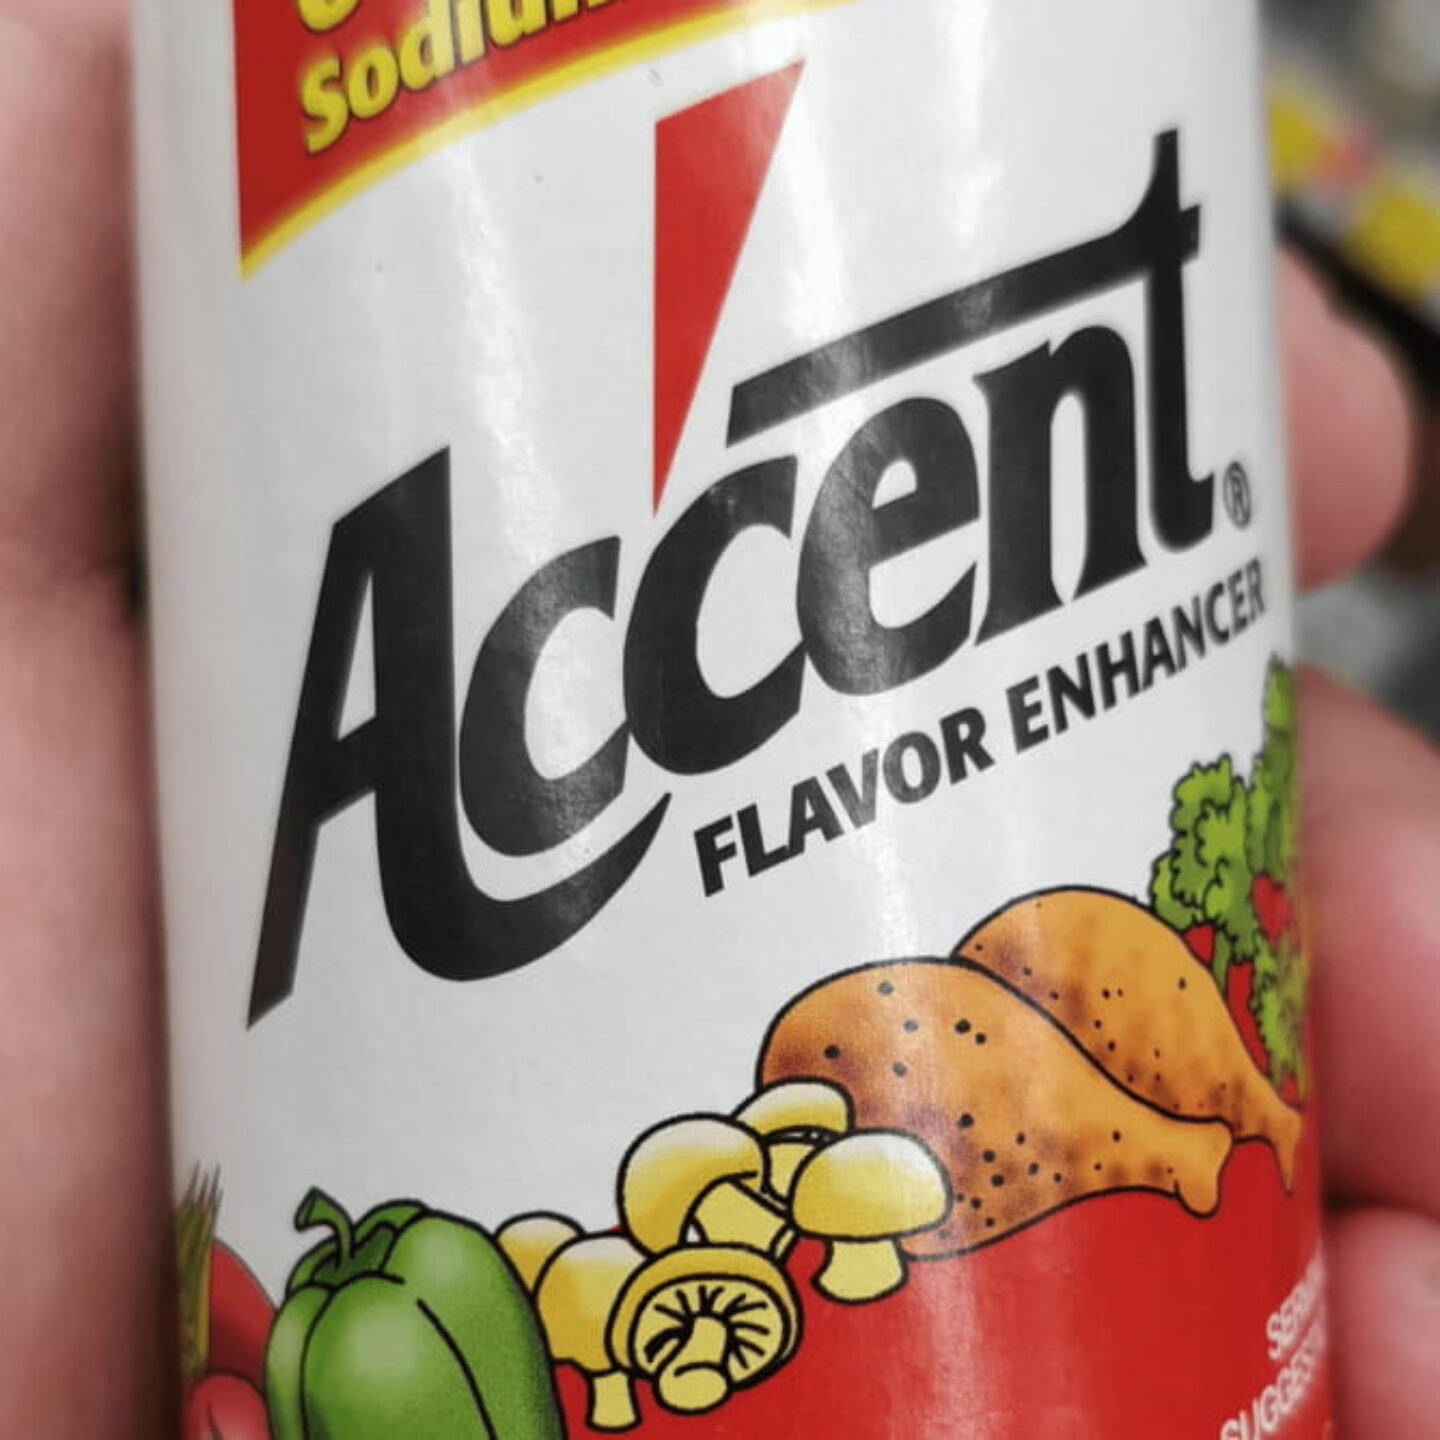 Sodium
Accent®
FLAVOR ENHANCER